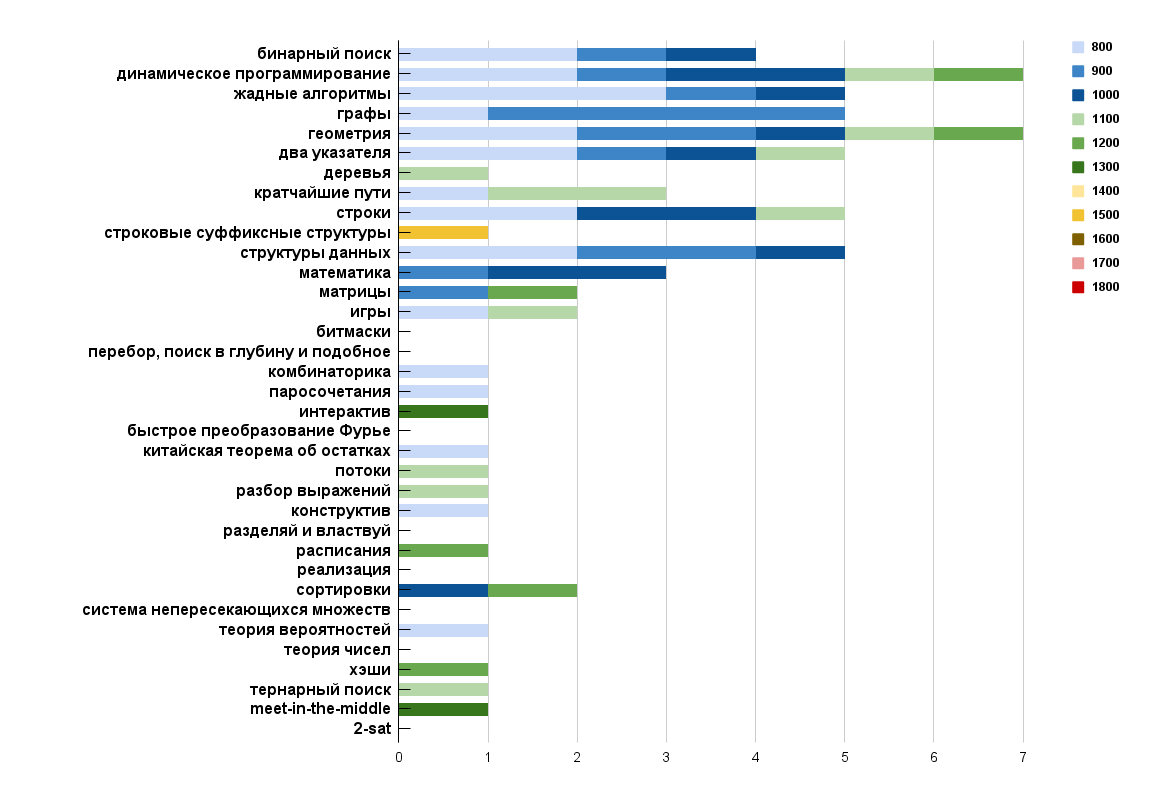 бинарный поиск
динамическое программирование
жадные алгоритмы
графы
геометрия
два указателя
деревья
кратчайшие пути
строки
строковые суффиксные структуры
структуры данных
математика
матрицы
игры
битмаски
перебор, поиск в глубину и подобное
комбинаторика
паросочетания
интерактив
быстрое преобразование Фурье
китайская теорема об остатках
потоки
разбор выражений
конструктив
разделяй и властвуй
расписания
реализация
сортировки
система непересекающихся множеств
теория вероятностей
теория чисел
хэши
тернарный поиск
meet-in-the-middle
2-sat
0 1 2 3 4 5 6 7
800
900
1000
1100
1200
1300
1400
1500
1600
1700
1800